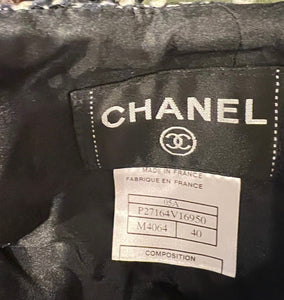 CHANEL
MADE IN FRANCE
FABRIQUE EN FRANCE
05A
P27164V16950
M4064 40
COMPOSITION